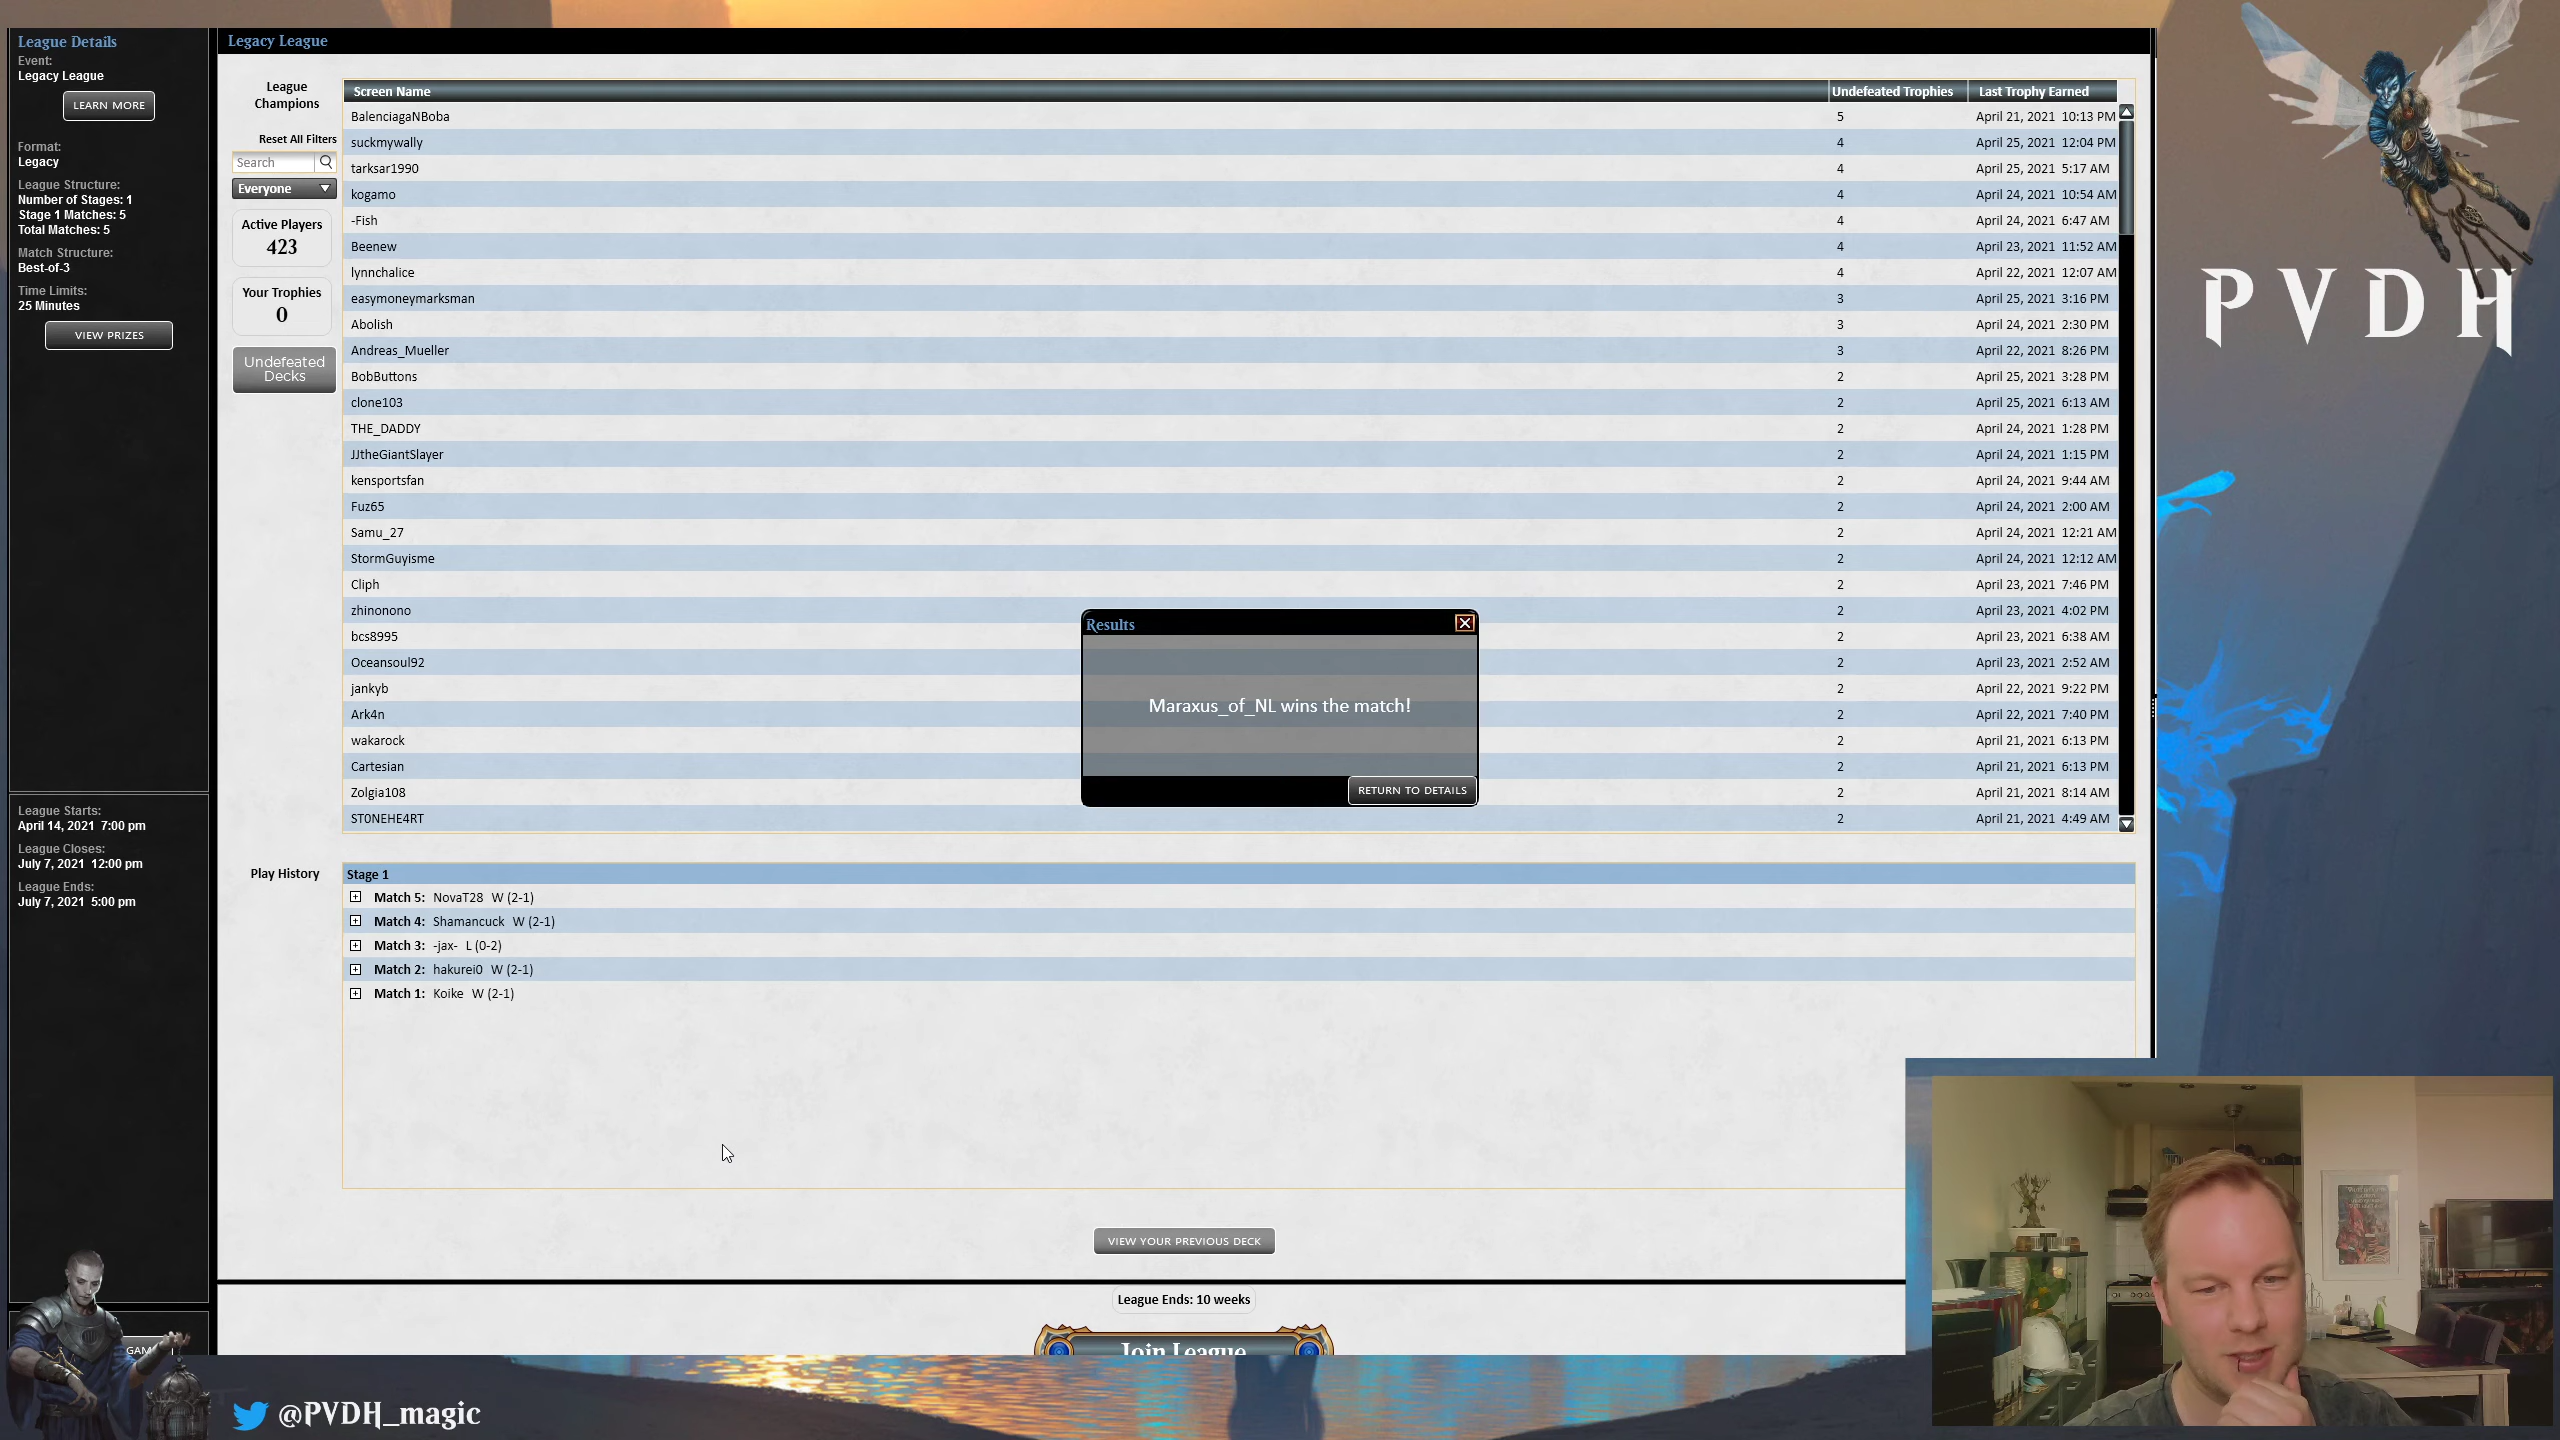 League Details
Event:
Legacy League
LEARN MORE
Format:
Legacy
League Structure:
Number of Stages: 1
Stage 1 Matches: 5
Total Matches: 5
Match Structure:
Best-of-3
Time Limits:
25 Minutes
VIEW PRIZES
League Starts:
April 14, 2021 7:00 pm
League Closes:
July 7, 2021 12:00 pm
League Ends:
July 7, 2021 5:00 pm
Legacy League
League
Champions
Reset All Filters
Search
Everyone
Active Players
423
Your Trophies
0
Undefeated
Decks
Screen Name Undefeated Trophies Last Trophy Earned
BalenciagaNBoba 5 April 21, 2021 10:13 PM
suckmywally 4 April 25, 2021 12:04 PM
tarksar1990 4 April 25, 2021 5:17 AM
kogamo 4 April 24, 2021 10:54 AM
-Fish 4 April 24, 2021 6:47 AM
Beenew 4 April 23, 2021 11:52 AM
lynnchalice 4 April 22, 2021 12:07 AM
easymoneymarksman 3 April 25, 2021 3:16 PM
Abolish 3 April 24, 2021 2:30 PM
Andreas_Mueller 3 April 22, 2021 8:26 PM
BobButtons 2 April 25, 2021 3:28 PM
clone103 2 April 25, 2021 6:13 AM
THE_DADDY 2 April 24, 2021 1:28 PM
JJtheGiantSlayer 2 April 24, 2021 1:15 PM
kensportsfan 2 April 24, 2021 9:44 AM
Fuz65 2 April 24, 2021 2:00 AM
Samu_27 2 April 24, 2021 12:21 AM
StormGuyisme 2 April 24, 2021 12:12 AM
Cliph 2 April 23, 2021 7:46 PM
zhinonono 2 April 23, 2021 4:02 PM
bcs8995 2 April 23, 2021 6:38 AM
Oceansoul92 2 April 23, 2021 2:52 AM
jankyb 2 April 22, 2021 9:22 PM
Ark4n 2 April 22, 2021 7:40 PM
wakarock 2 April 21, 2021 6:13 PM
Cartesian 2 April 21, 2021 6:13 PM
Zolgia108 2 April 21, 2021 8:14 AM
ST0NEHE4RT 2 April 21, 2021 4:49 AM
Results
Maraxus_of_NL wins the match!
RETURN TO DETAILS
Play History
Stage 1
Match 5: NovaT28 W (2-1)
Match 4: Shamancuck W (2-1)
Match 3: -jax- L (0-2)
Match 2: hakurei0 W (2-1)
Match 1: Koike W (2-1)
VIEW YOUR PREVIOUS DECK
League Ends: 10 weeks
Join League
@PVDH_magic
PVDH